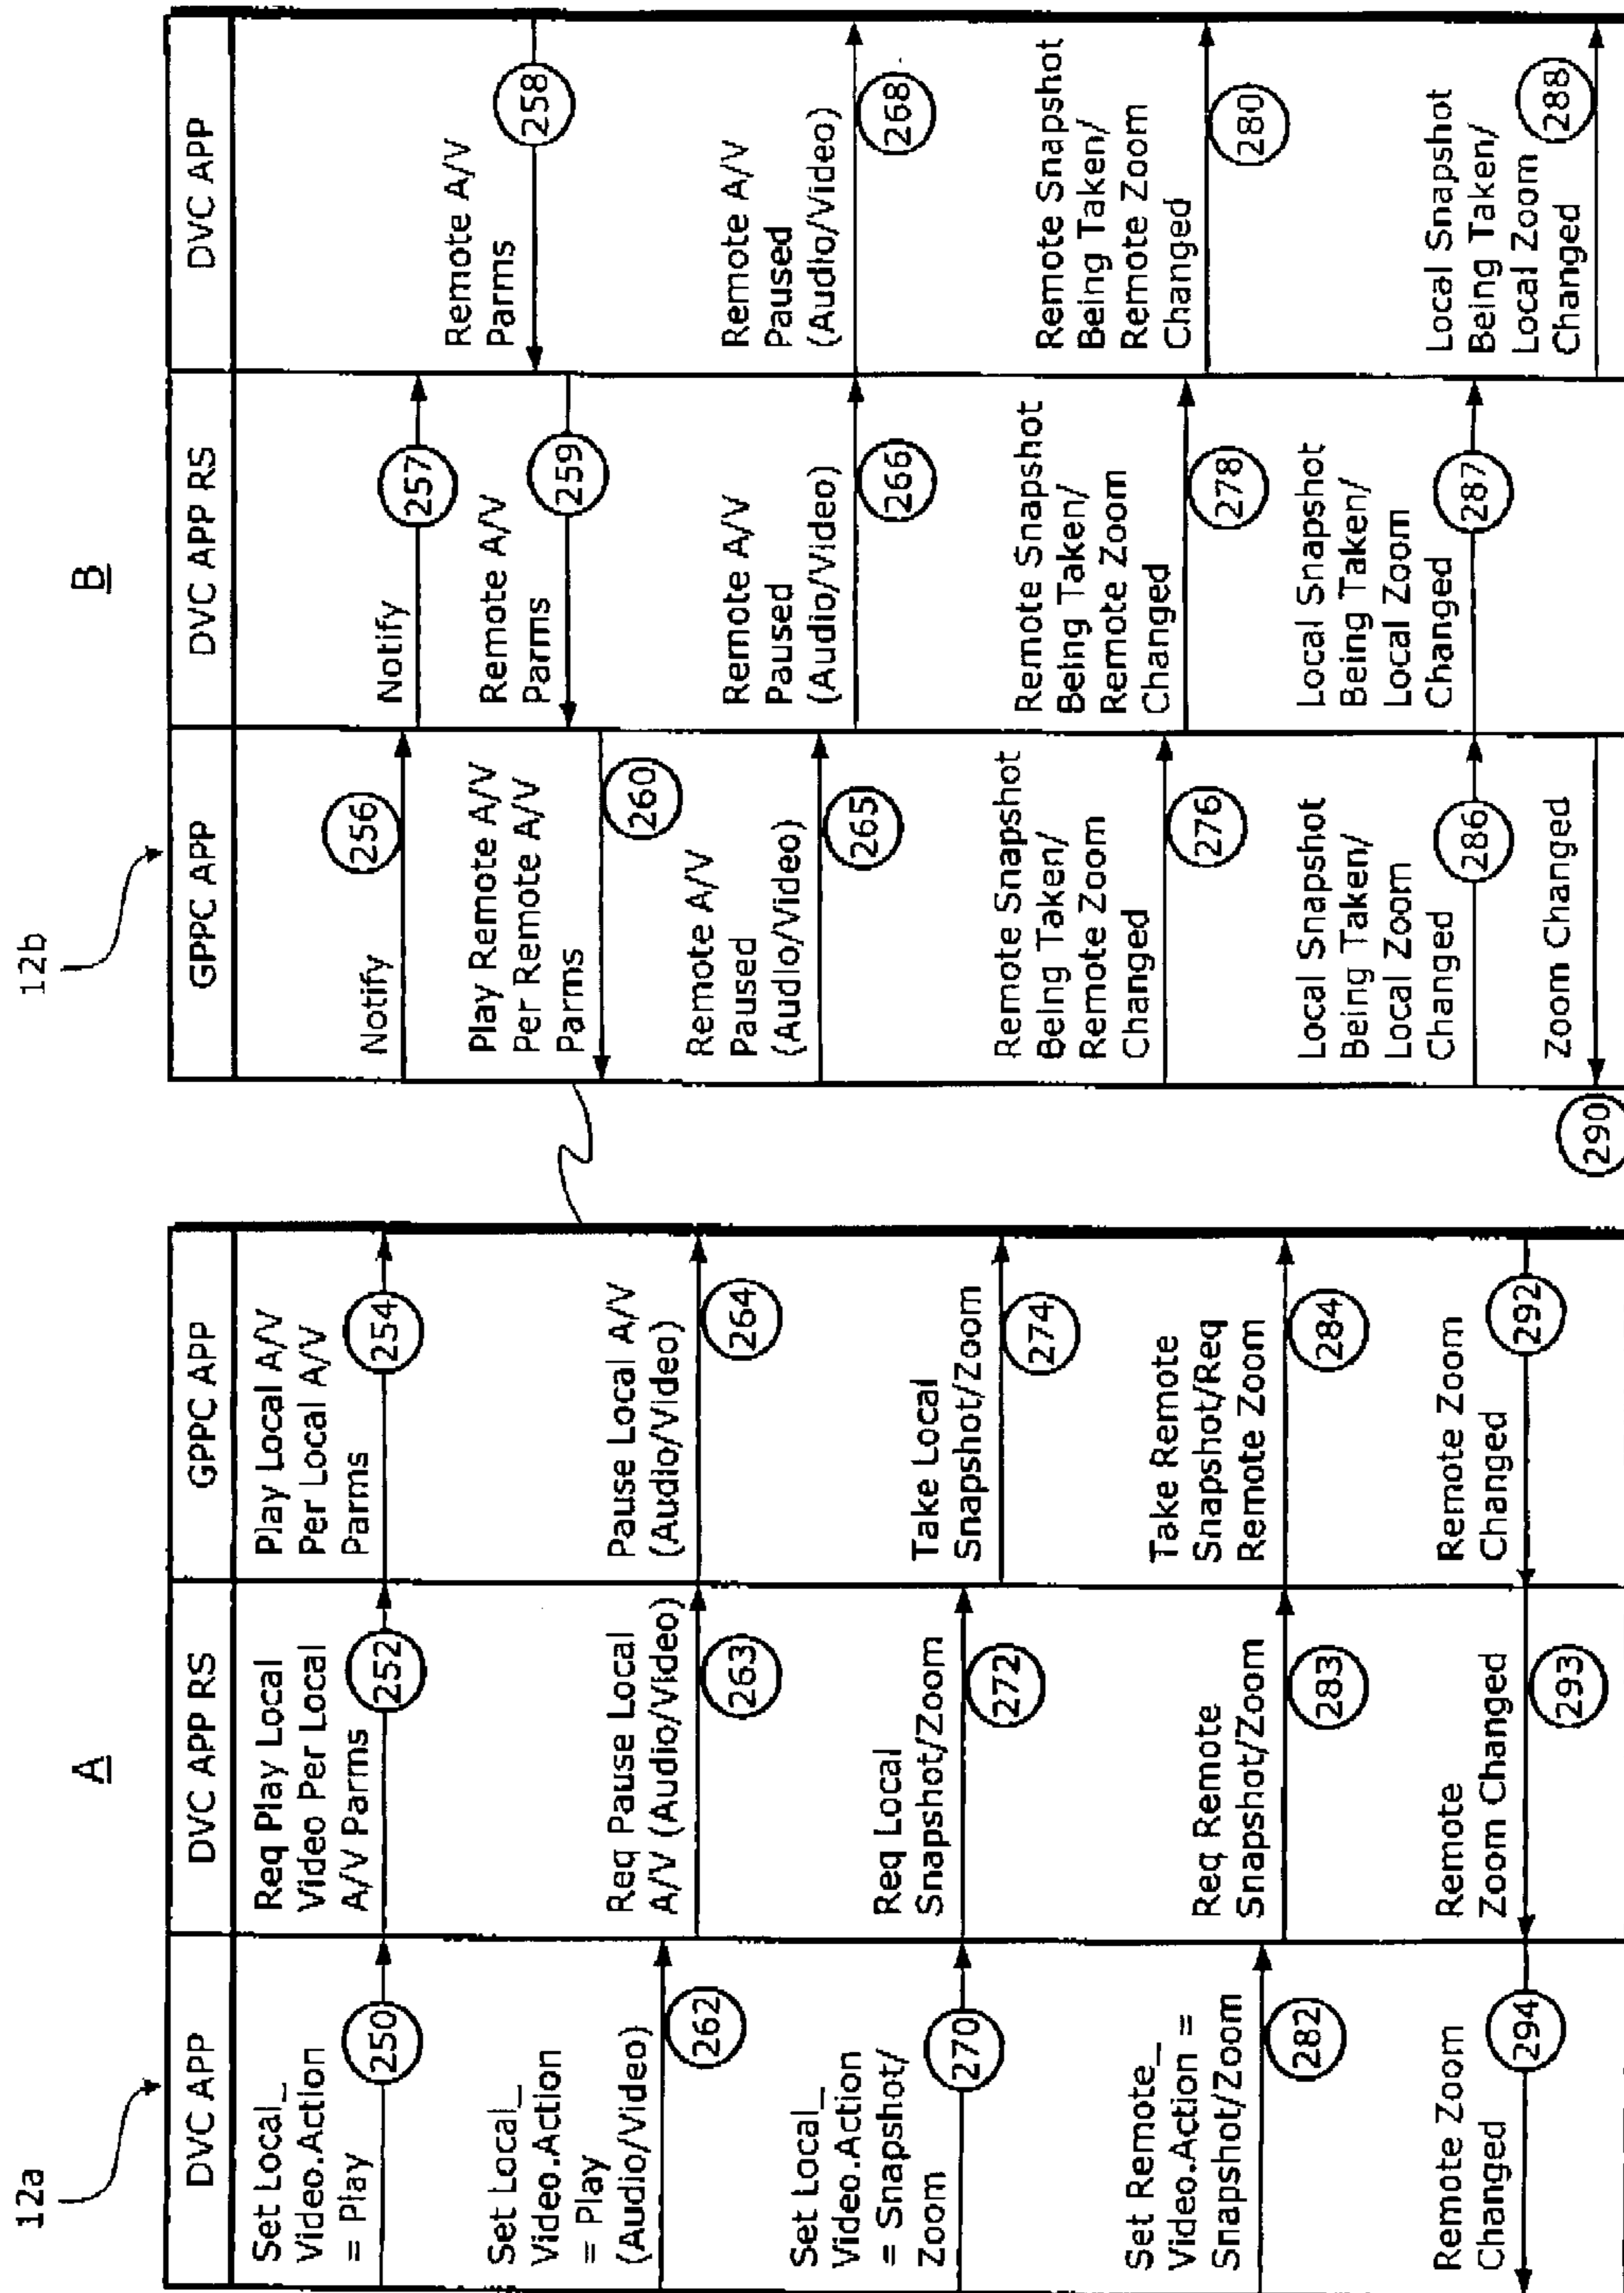 12a
A
DVC APP
DVC APP RS
GPPC APP
Set Local_
Video.Action
= Play
250
Req Play Local
Video Per Local
A/V Parms
252
Play Local A/V
Per Local A/V
Parms
254
Set Local_
Video.Action
= Play
(Audio/Video)
262
Req Pause Local
A/V (Audio/Video)
263
Pause Local A/V
(Audio/Video)
264
Set Local_
Video.Action
= Snapshot/
Zoom
270
Req Local
Snapshot/Zoom
272
Take Local
Snapshot/Zoom
274
Set Remote_
Video.Action =
Snapshot/Zoom
282
Req Remote
Snapshot/Zoom
283
Take Remote
Snapshot/Req
Remote Zoom
284
Remote Zoom
Changed
294
Remote
Zoom Changed
293
Remote Zoom
Changed
292
12b
B
GPPC APP
DVC APP RS
DVC APP
Notify
256
Notify
257
Remote A/V
Parms
258
Play Remote A/V
Per Remote A/V
Parms
260
Remote A/V
Parms
259
Remote A/V
Paused
(Audio/Video)
265
Remote A/V
Paused
(Audio/Video)
266
Remote A/V
Paused
(Audio/Video)
268
Remote Snapshot
Being Taken/
Remote Zoom
Changed
276
Remote Snapshot
Being Taken/
Remote Zoom
Changed
278
Remote Snapshot
Being Taken/
Remote Zoom
Changed
280
Local Snapshot
Being Taken/
Local Zoom
Changed
286
Local Snapshot
Being Taken/
Local Zoom
Changed
287
Local Snapshot
Being Taken/
Local Zoom
Changed
288
Zoom Changed
290